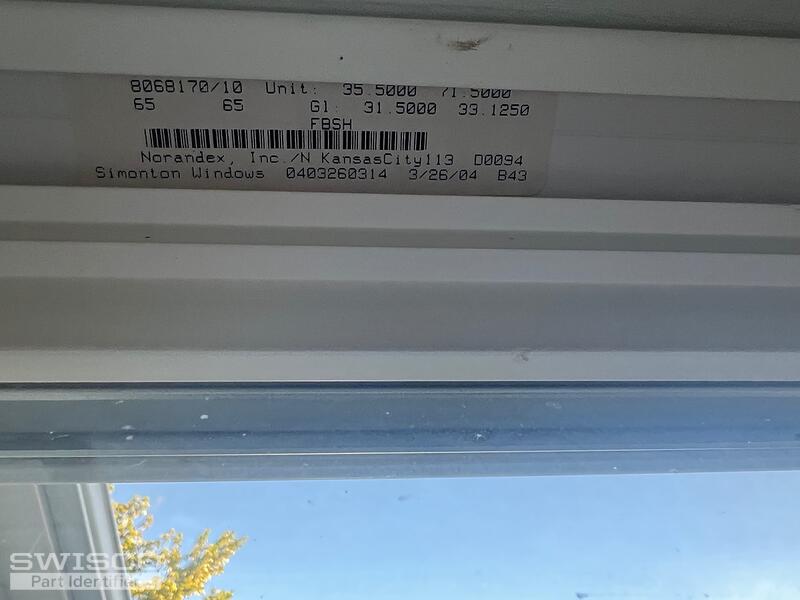 8068170/10 Unit: 35.5000 71.5000
65 65 G1: 31.5000 33.1250
FBSH
Norandex, Inc./N KansasCity113 D0094
Simonton Windows 0403260314 3/26/04 B43
SWISCO
Part Identifier